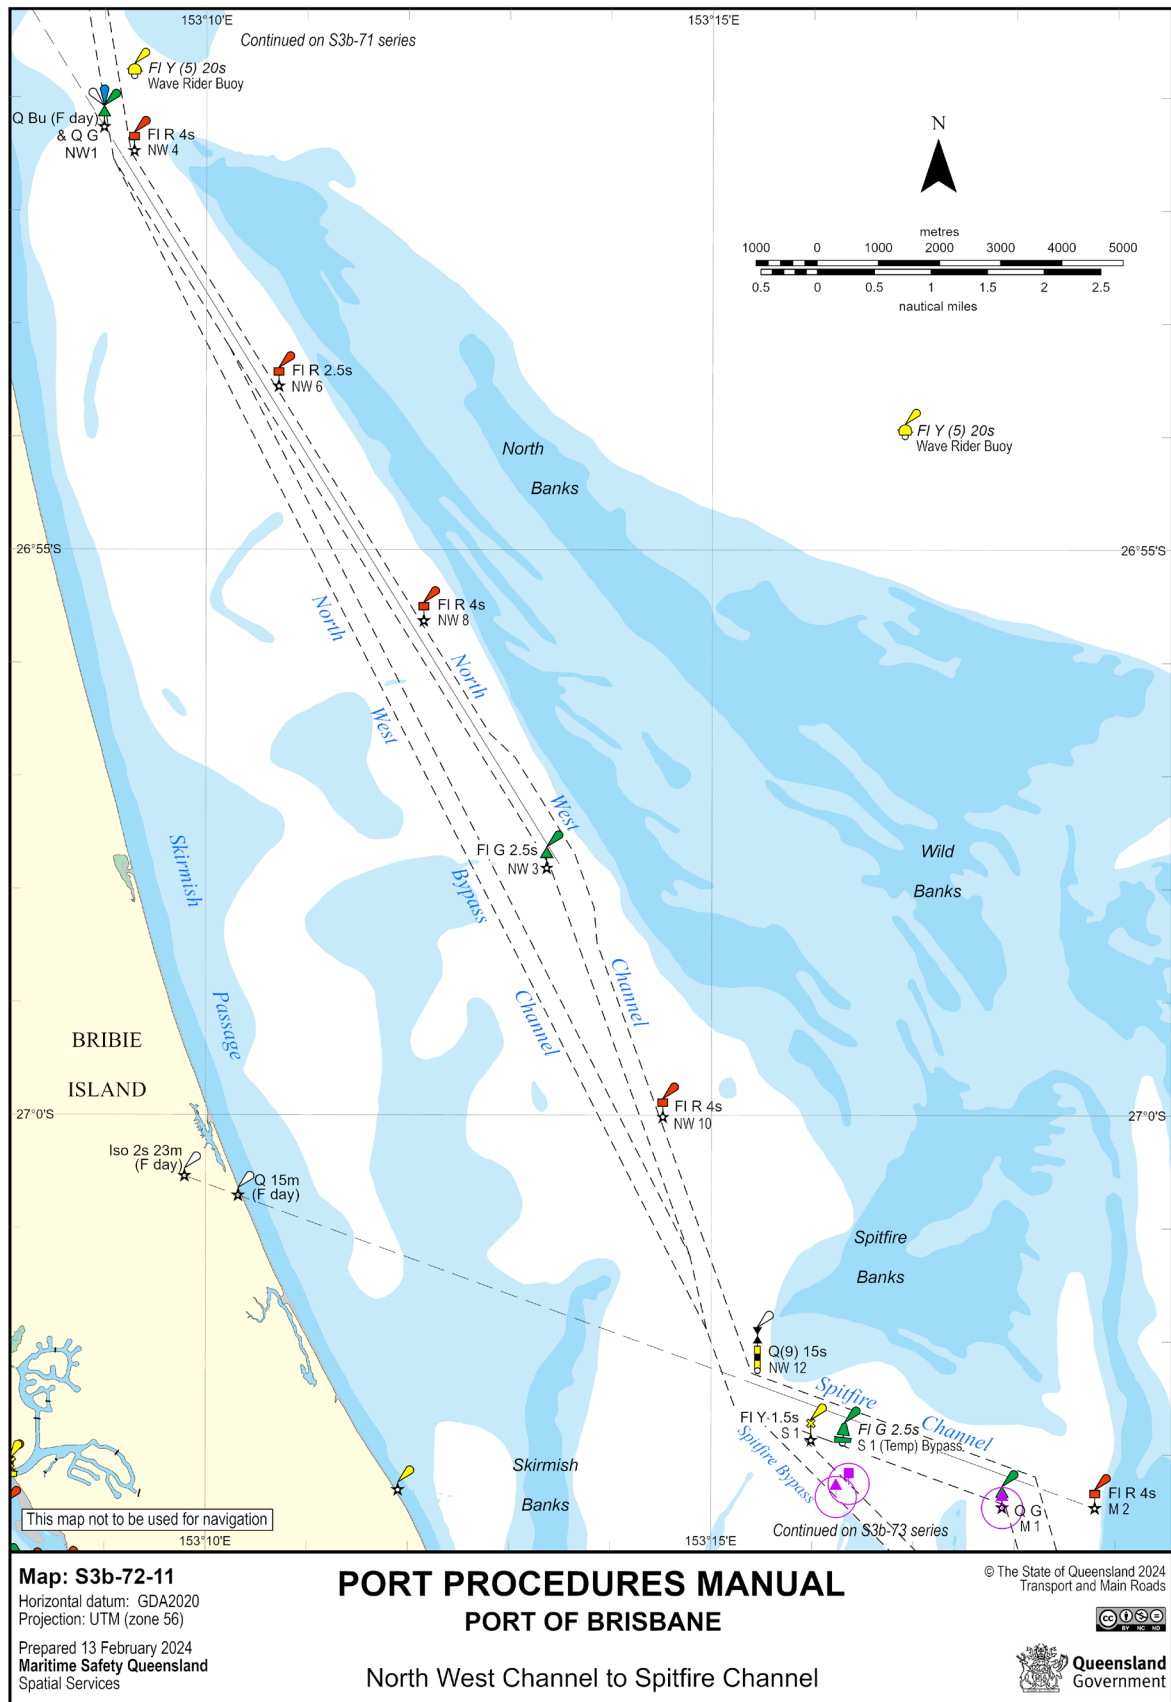 153°10'E
153°15'E
Continued on S3b-71 series
Fl Y (5) 20s
Wave Rider Buoy
Q Bu (F day)
& Q G
NW1
Fl R 4s
NW 4
N
metres
1000 0 1000 2000 3000 4000 5000
0.5 0 0.5 1 1.5 2 2.5
nautical miles
Fl R 2.5s
NW 6
Fl Y (5) 20s
Wave Rider Buoy
North
Banks
26°55'S
26°55'S
Fl R 4s
NW 8
North
West
Bypass
Channel
North
West
Channel
Fl G 2.5s
NW 3
Skirmish
Passage
Wild
Banks
BRIBIE
ISLAND
27°0'S
27°0'S
Fl R 4s
NW 10
Iso 2s 23m
(F day)
Q 15m
(F day)
Spitfire
Banks
Q(9) 15s
NW 12
Spitfire
Channel
Fl Y 1.5s
S 1
Fl G 2.5s
S 1 (Temp) Bypass
Spitfire Bypass
Skirmish
Banks
Q G
M 1
Fl R 4s
M 2
This map not to be used for navigation
Continued on S3b-73 series
153°10'E
153°15'E
Map: S3b-72-11
Horizontal datum: GDA2020
Projection: UTM (zone 56)
Prepared 13 February 2024
Maritime Safety Queensland
Spatial Services
PORT PROCEDURES MANUAL
PORT OF BRISBANE
North West Channel to Spitfire Channel
© The State of Queensland 2024
Transport and Main Roads
cc
BY NC ND
Queensland
Government